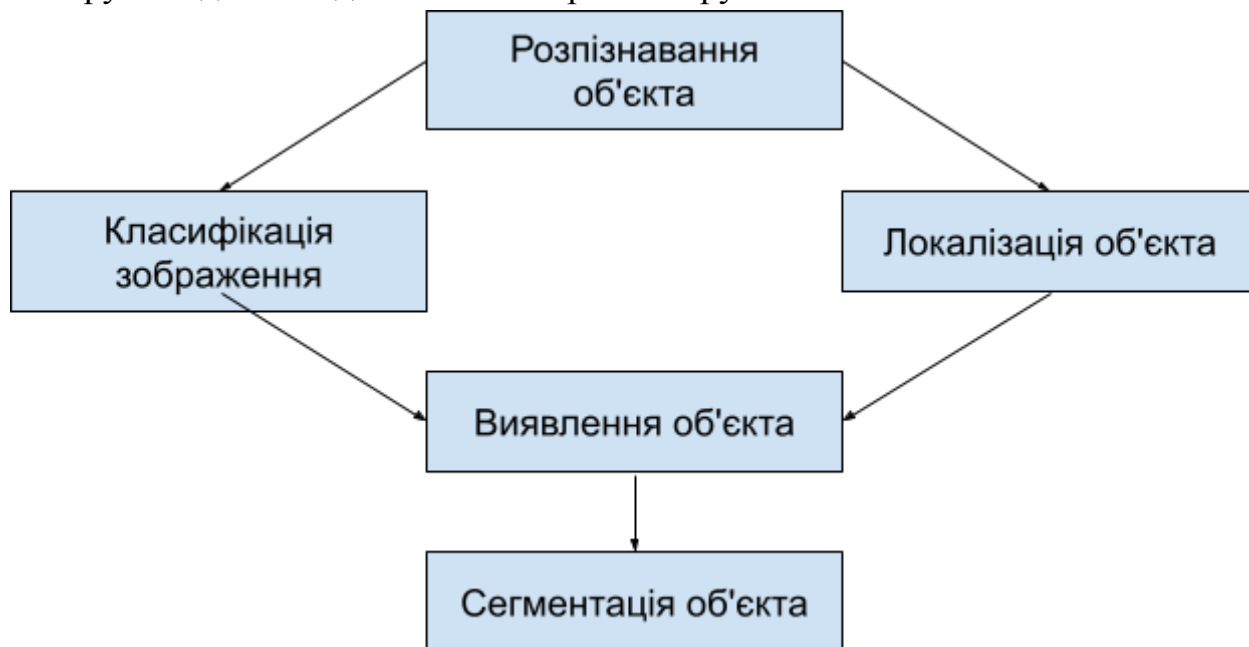 Розпізнавання
об'єкта
Класифікація
зображення
Локалізація об'єкта
Виявлення об'єкта
Сегментація об'єкта